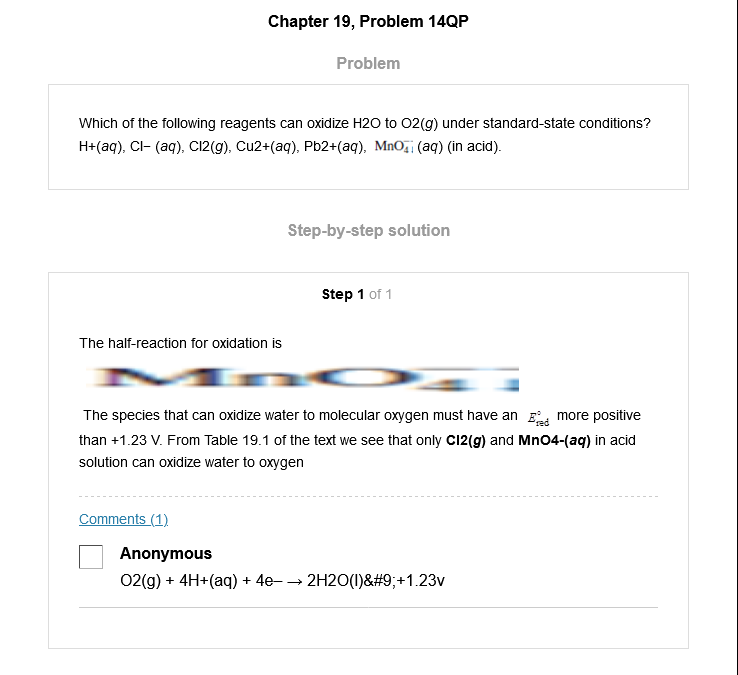 Chapter 19, Problem 14QP
Problem
Which of the following reagents can oxidize H2O to O2(g) under standard-state conditions?
H+(aq), Cl− (aq), Cl2(g), Cu2+(aq), Pb2+(aq), MnO₄⁻ (aq) (in acid).
Step-by-step solution
Step 1 of 1
The half-reaction for oxidation is
MnO₄
The species that can oxidize water to molecular oxygen must have an E°red more positive
than +1.23 V. From Table 19.1 of the text we see that only Cl2(g) and MnO4-(aq) in acid
solution can oxidize water to oxygen
Comments (1)
Anonymous
O2(g) + 4H+(aq) + 4e– → 2H2O(l)&#9;+1.23v